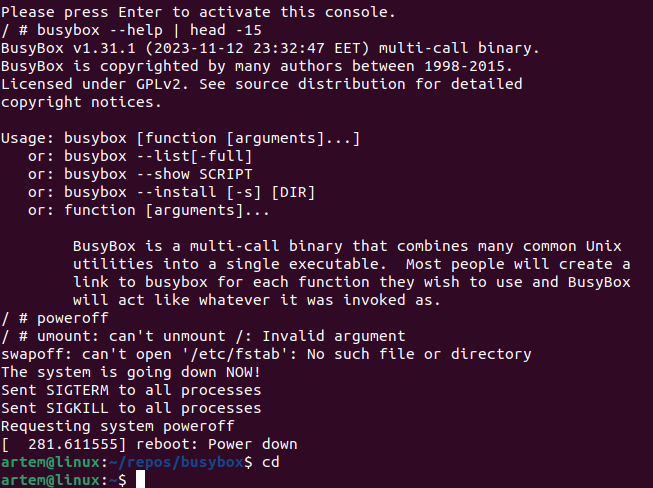 Please press Enter to activate this console.
/ # busybox --help | head -15
BusyBox v1.31.1 (2023-11-12 23:32:47 EET) multi-call binary.
BusyBox is copyrighted by many authors between 1998-2015.
Licensed under GPLv2. See source distribution for detailed
copyright notices.

Usage: busybox [function [arguments]...]
   or: busybox --list[-full]
   or: busybox --show SCRIPT
   or: busybox --install [-s] [DIR]
   or: function [arguments]...

        BusyBox is a multi-call binary that combines many common Unix
        utilities into a single executable.  Most people will create a
        link to busybox for each function they wish to use and BusyBox
        will act like whatever it was invoked as.
/ # poweroff
/ # umount: can't unmount /: Invalid argument
swapoff: can't open '/etc/fstab': No such file or directory
The system is going down NOW!
Sent SIGTERM to all processes
Sent SIGKILL to all processes
Requesting system poweroff
[  281.611555] reboot: Power down
artem@linux:~/repos/busybox$ cd
artem@linux:~$